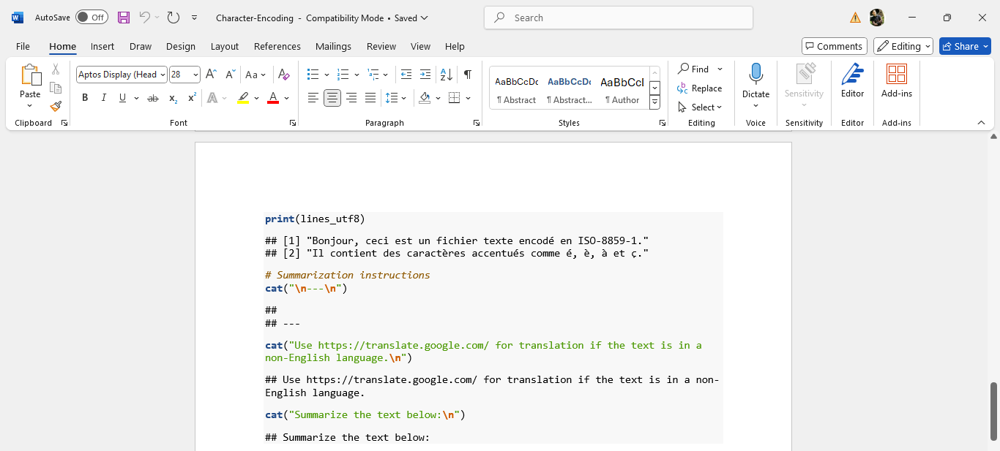 AutoSave Off Character-Encoding - Compatibility Mode • Saved Search
File Home Insert Draw Design Layout References Mailings Review View Help Comments Editing Share
Paste
Clipboard
Aptos Display (Head 28 A A Aa A
B I U ab x₂ x² A A
Font
A Z ¶
Paragraph
AaBbCcDc AaBbCcDc AaBbCcI
¶ Abstract ¶ Abstract... ¶ Author
Styles
Find
Replace
Select
Editing
Dictate
Voice
Sensitivity
Sensitivity
Editor
Editor
Add-ins
Add-ins
print(lines_utf8)
## [1] "Bonjour, ceci est un fichier texte encodé en ISO-8859-1."
## [2] "Il contient des caractères accentués comme é, è, à et ç."
# Summarization instructions
cat("\n---\n")
##
## ---
cat("Use https://translate.google.com/ for translation if the text is in a
non-English language.\n")
## Use https://translate.google.com/ for translation if the text is in a non-
English language.
cat("Summarize the text below:\n")
## Summarize the text below: